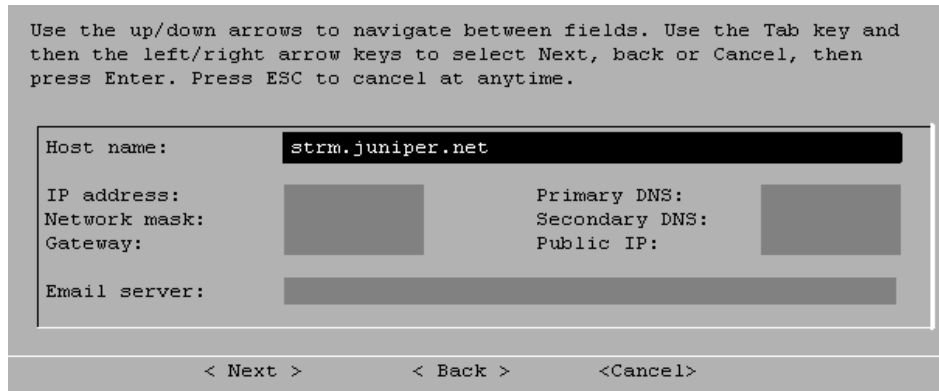 Use the up/down arrows to navigate between fields. Use the Tab key and
then the left/right arrow keys to select Next, back or Cancel, then
press Enter. Press ESC to cancel at anytime.
Host name: strm.juniper.net
IP address: Primary DNS:
Network mask: Secondary DNS:
Gateway: Public IP:
Email server:
< Next > < Back > <Cancel>